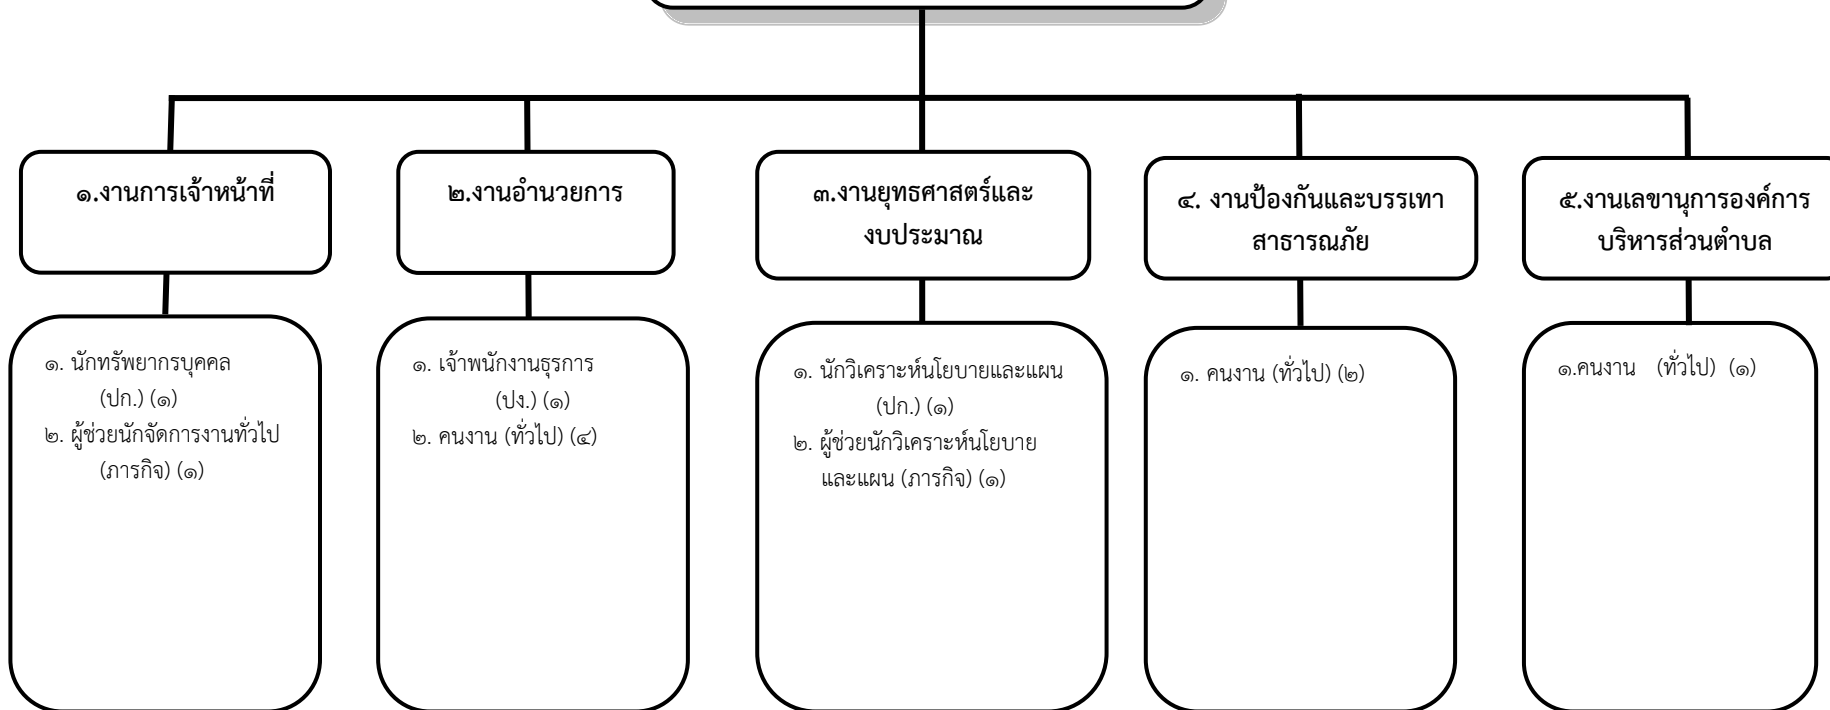 ๑.งานการเจ้าหน้าที่
๒.งานอำนวยการ
๓.งานยุทธศาสตร์และ
งบประมาณ
๔. งานป้องกันและบรรเทา
สาธารณภัย
๕.งานเลขานุการองค์การ
บริหารส่วนตำบล
๑. นักทรัพยากรบุคคล
(ปก.) (๑)
๒. ผู้ช่วยนักจัดการงานทั่วไป
(ภารกิจ) (๑)
๑. เจ้าพนักงานธุรการ
(ปง.) (๑)
๒. คนงาน (ทั่วไป) (๔)
๑. นักวิเคราะห์นโยบายและแผน
(ปก.) (๑)
๒. ผู้ช่วยนักวิเคราะห์นโยบาย
และแผน (ภารกิจ) (๑)
๑. คนงาน (ทั่วไป) (๒)
๑.คนงาน (ทั่วไป) (๑)